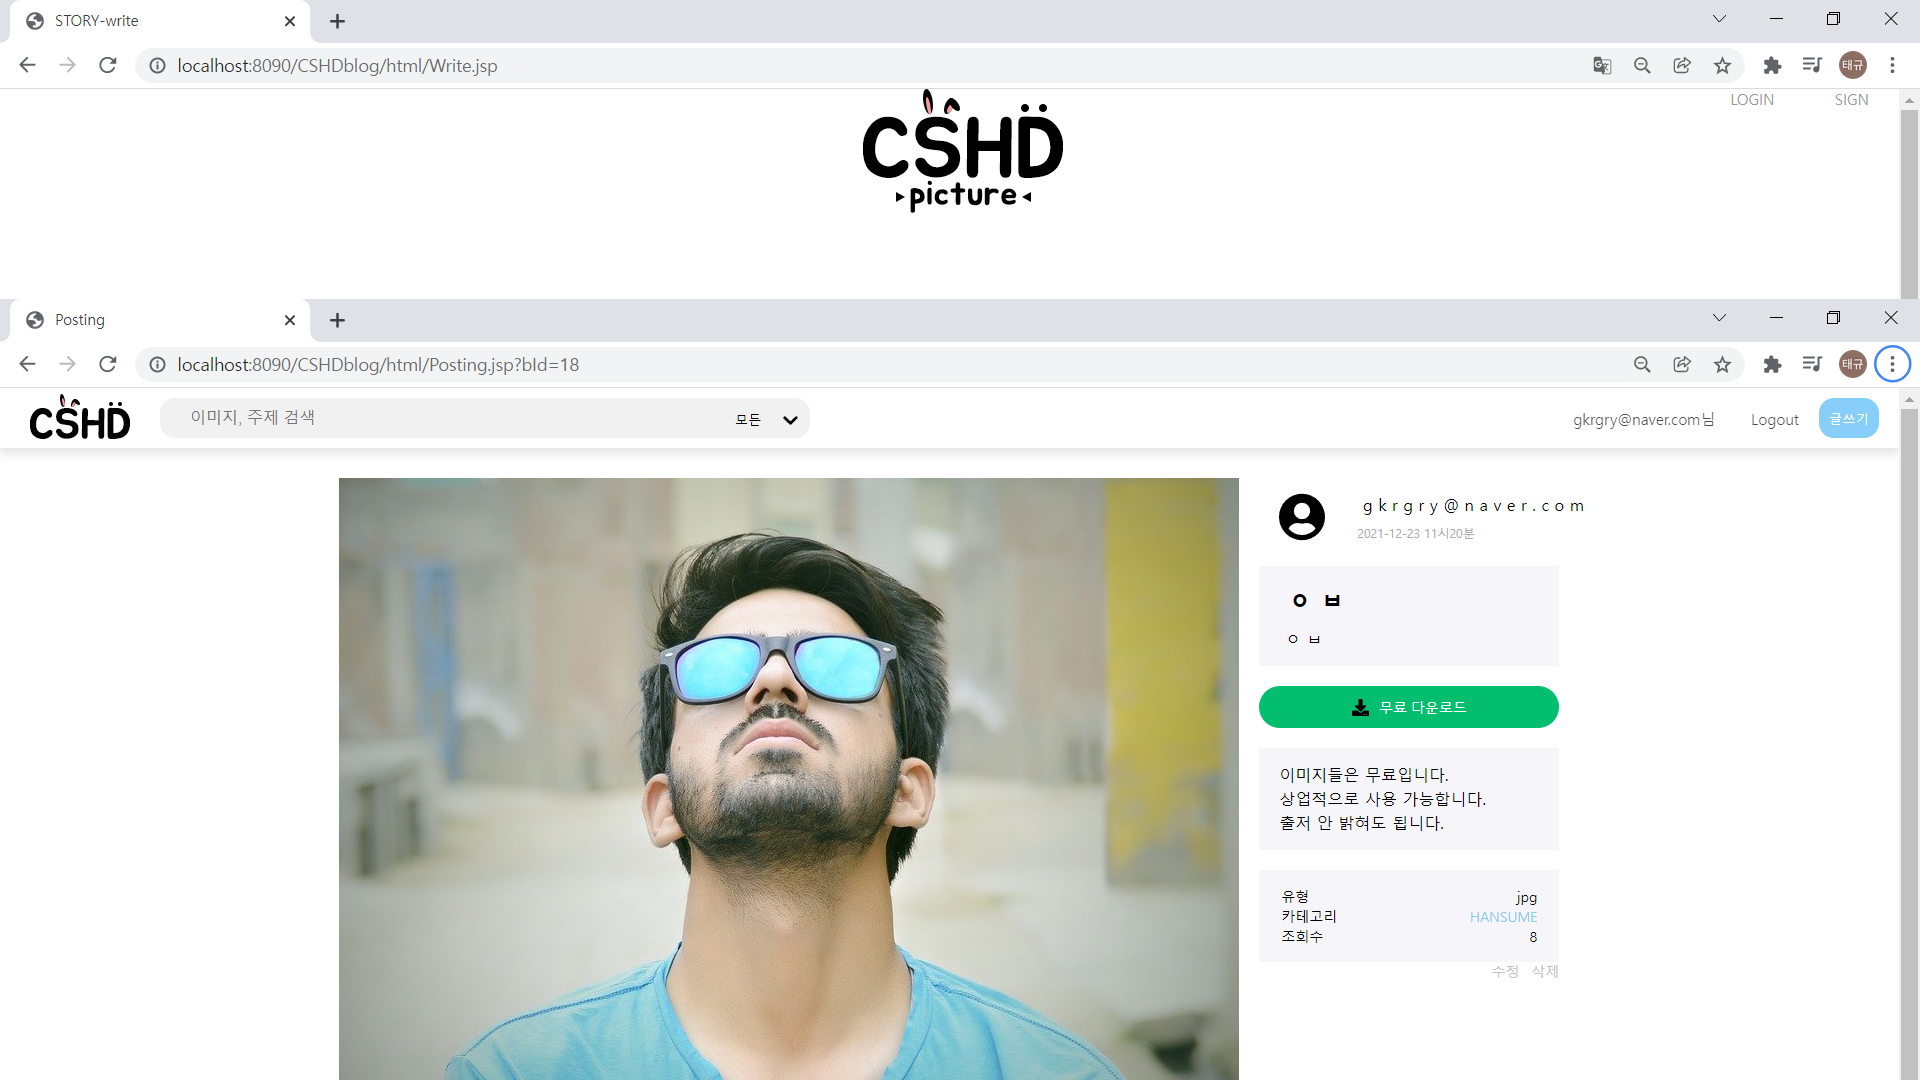 STORY-write
localhost:8090/CSHDblog/html/Write.jsp
태규
LOGIN SIGN
CSHD
picture
Posting
localhost:8090/CSHDblog/html/Posting.jsp?bId=18
태규
CSHD
이미지, 주제 검색 모든
gkrgry@naver.com님 Logout 글쓰기
gkrgry@naver.com
2021-12-23 11시20분
ㅇㅂ
ㅇㅂ
무료 다운로드
이미지들은 무료입니다.
상업적으로 사용 가능합니다.
출저 안 밝혀도 됩니다.
유형 jpg
카테고리 HANSUME
조회수 8
수정 삭제